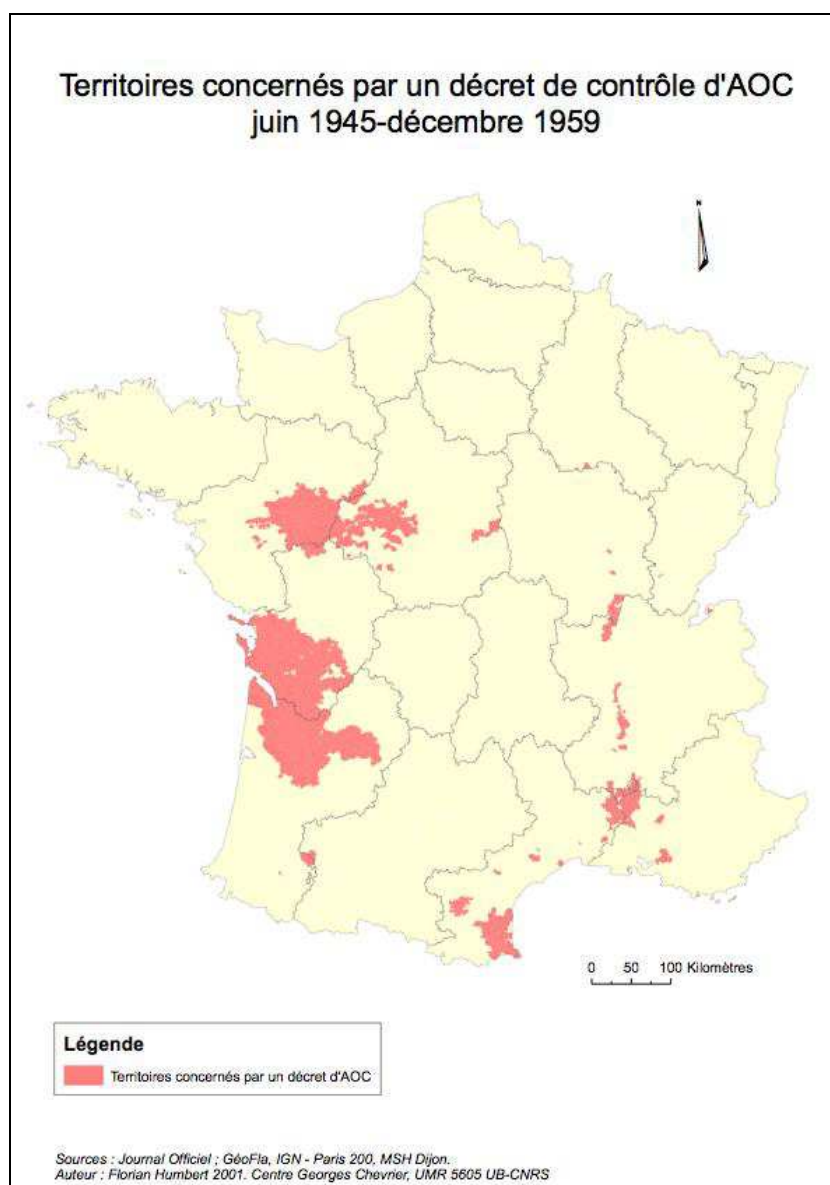 Territoires concernés par un décret de contrôle d'AOC
juin 1945-décembre 1959
N
0 50 100 Kilomètres
Légende
Territoires concernés par un décret d'AOC
Sources : Journal Officiel ; GéoFla, IGN - Paris 200, MSH Dijon.
Auteur : Florian Humbert 2001. Centre Georges Chevrier, UMR 5605 UB-CNRS